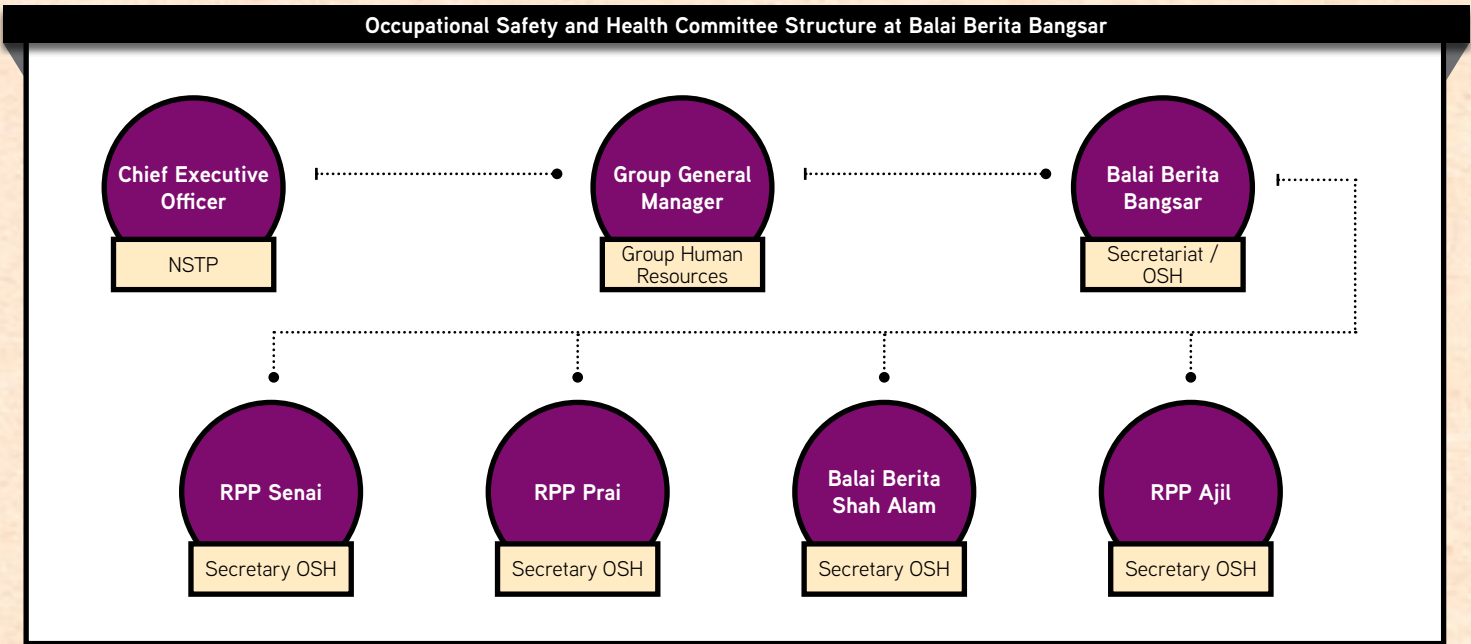 Occupational Safety and Health Committee Structure at Balai Berita Bangsar
Chief Executive
Officer
NSTP
Group General
Manager
Group Human
Resources
Balai Berita
Bangsar
Secretariat /
OSH
RPP Senai
Secretary OSH
RPP Prai
Secretary OSH
Balai Berita
Shah Alam
Secretary OSH
RPP Ajil
Secretary OSH